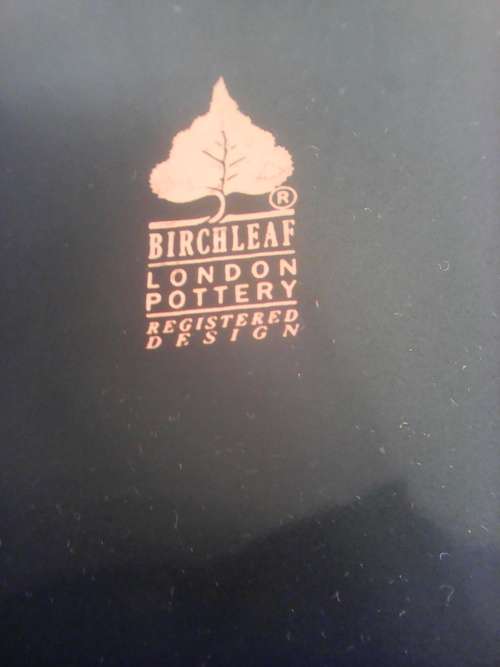 ®
BIRCHLEAF
LONDON
POTTERY
REGISTERED
DESIGN